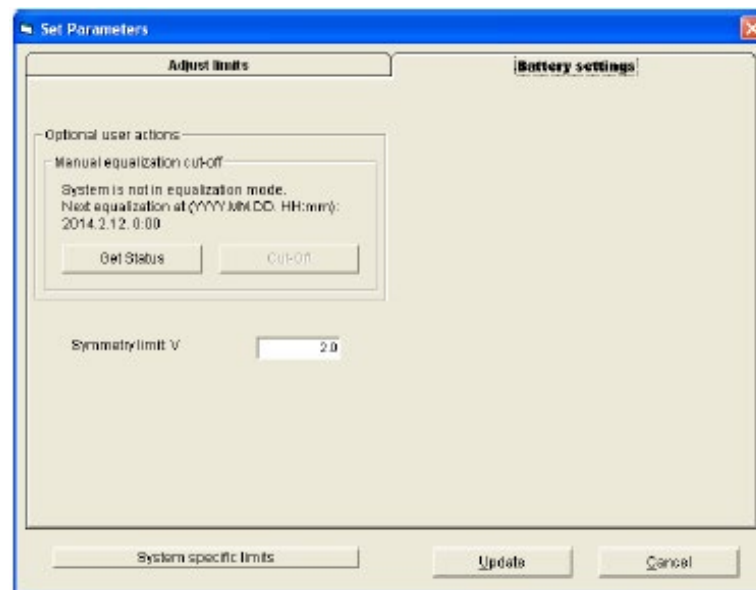 Set Parameters
Adjust limits
Battery settings
Optional user actions
Manual equalization cut-off
System is not in equalization mode.
Next equalization at (YYYY.MM.DD. HH:mm):
2014.2.12. 0:00
Get Status
Cut-Off
Symmetry limit V
2.0
System specific limits
Update
Cancel